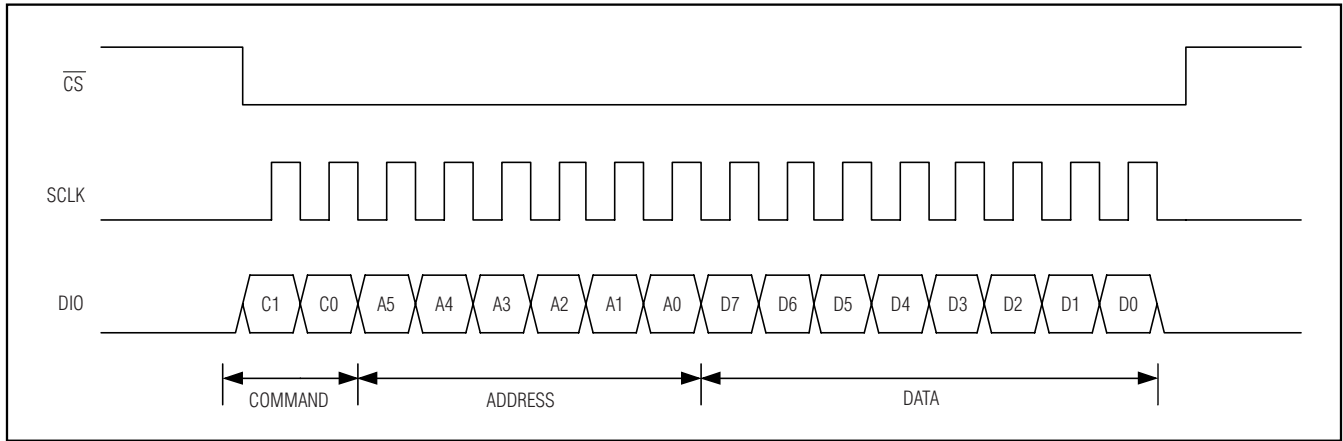 CS
SCLK
DIO C1 C0 A5 A4 A3 A2 A1 A0 D7 D6 D5 D4 D3 D2 D1 D0
COMMAND ADDRESS DATA